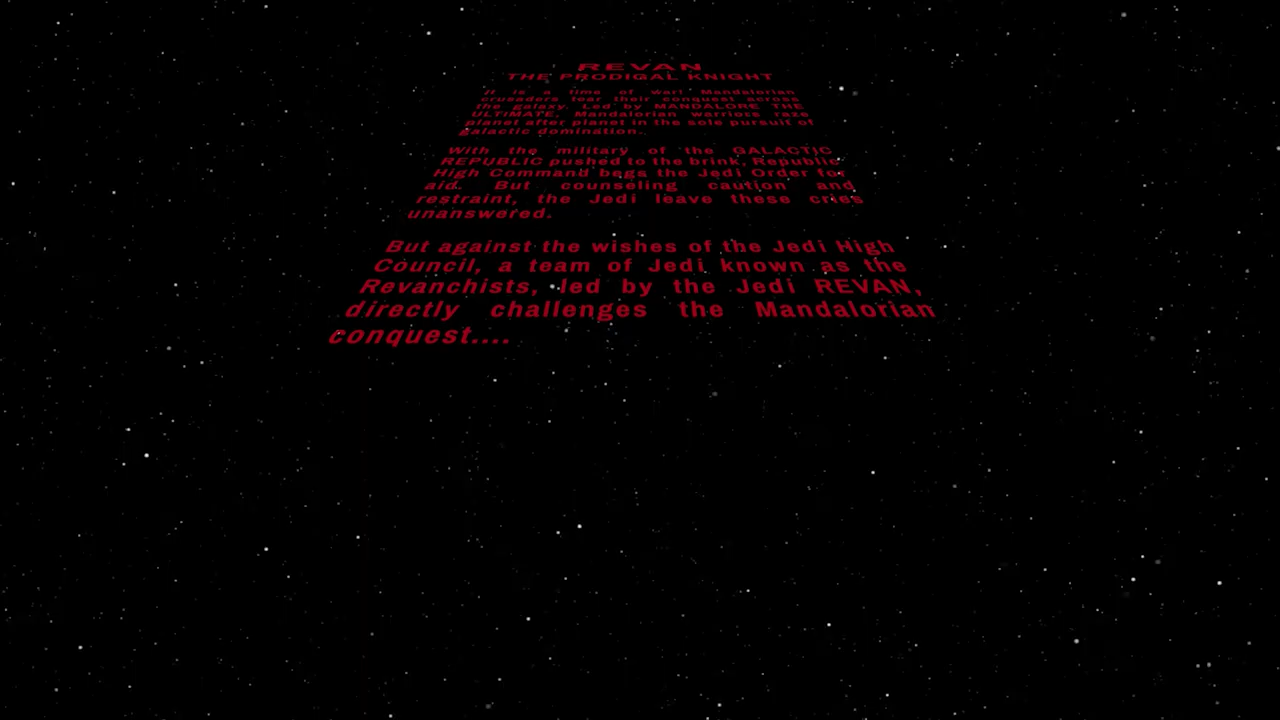 REVAN
THE PRODIGAL KNIGHT
It is a time of war! Mandalorian
crusaders tear their conquest across
the galaxy. Led by MANDALORE THE
ULTIMATE, Mandalorian warriors raze
planet after planet in the sole pursuit of
galactic domination.
With the military of the GALACTIC
REPUBLIC pushed to the brink, Republic
High Command begs the Jedi Order for
aid. But counseling caution and
restraint, the Jedi leave these cries
unanswered.
But against the wishes of the Jedi High
Council, a team of Jedi known as the
Revanchists, led by the Jedi REVAN,
directly challenges the Mandalorian
conquest....